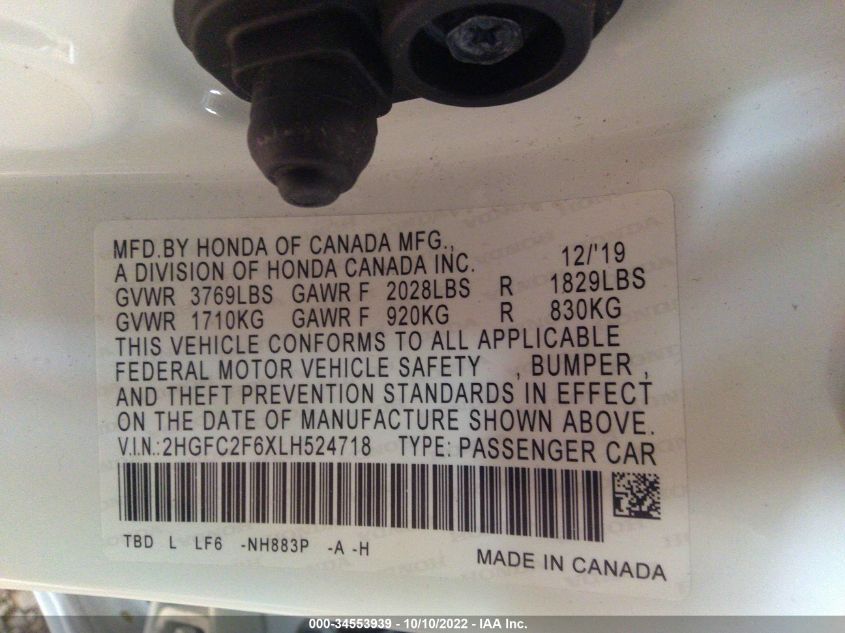 MFD.BY HONDA OF CANADA MFG.,
A DIVISION OF HONDA CANADA INC. 12/'19
GVWR 3769LBS GAWR F 2028LBS R 1829LBS
GVWR 1710KG GAWR F 920KG R 830KG
THIS VEHICLE CONFORMS TO ALL APPLICABLE
FEDERAL MOTOR VEHICLE SAFETY , BUMPER ,
AND THEFT PREVENTION STANDARDS IN EFFECT
ON THE DATE OF MANUFACTURE SHOWN ABOVE.
V.I.N.:2HGFC2F6XLH524718 TYPE: PASSENGER CAR
TBD L LF6 -NH883P -A -H
MADE IN CANADA
000-34553939 - 10/10/2022 - IAA Inc.